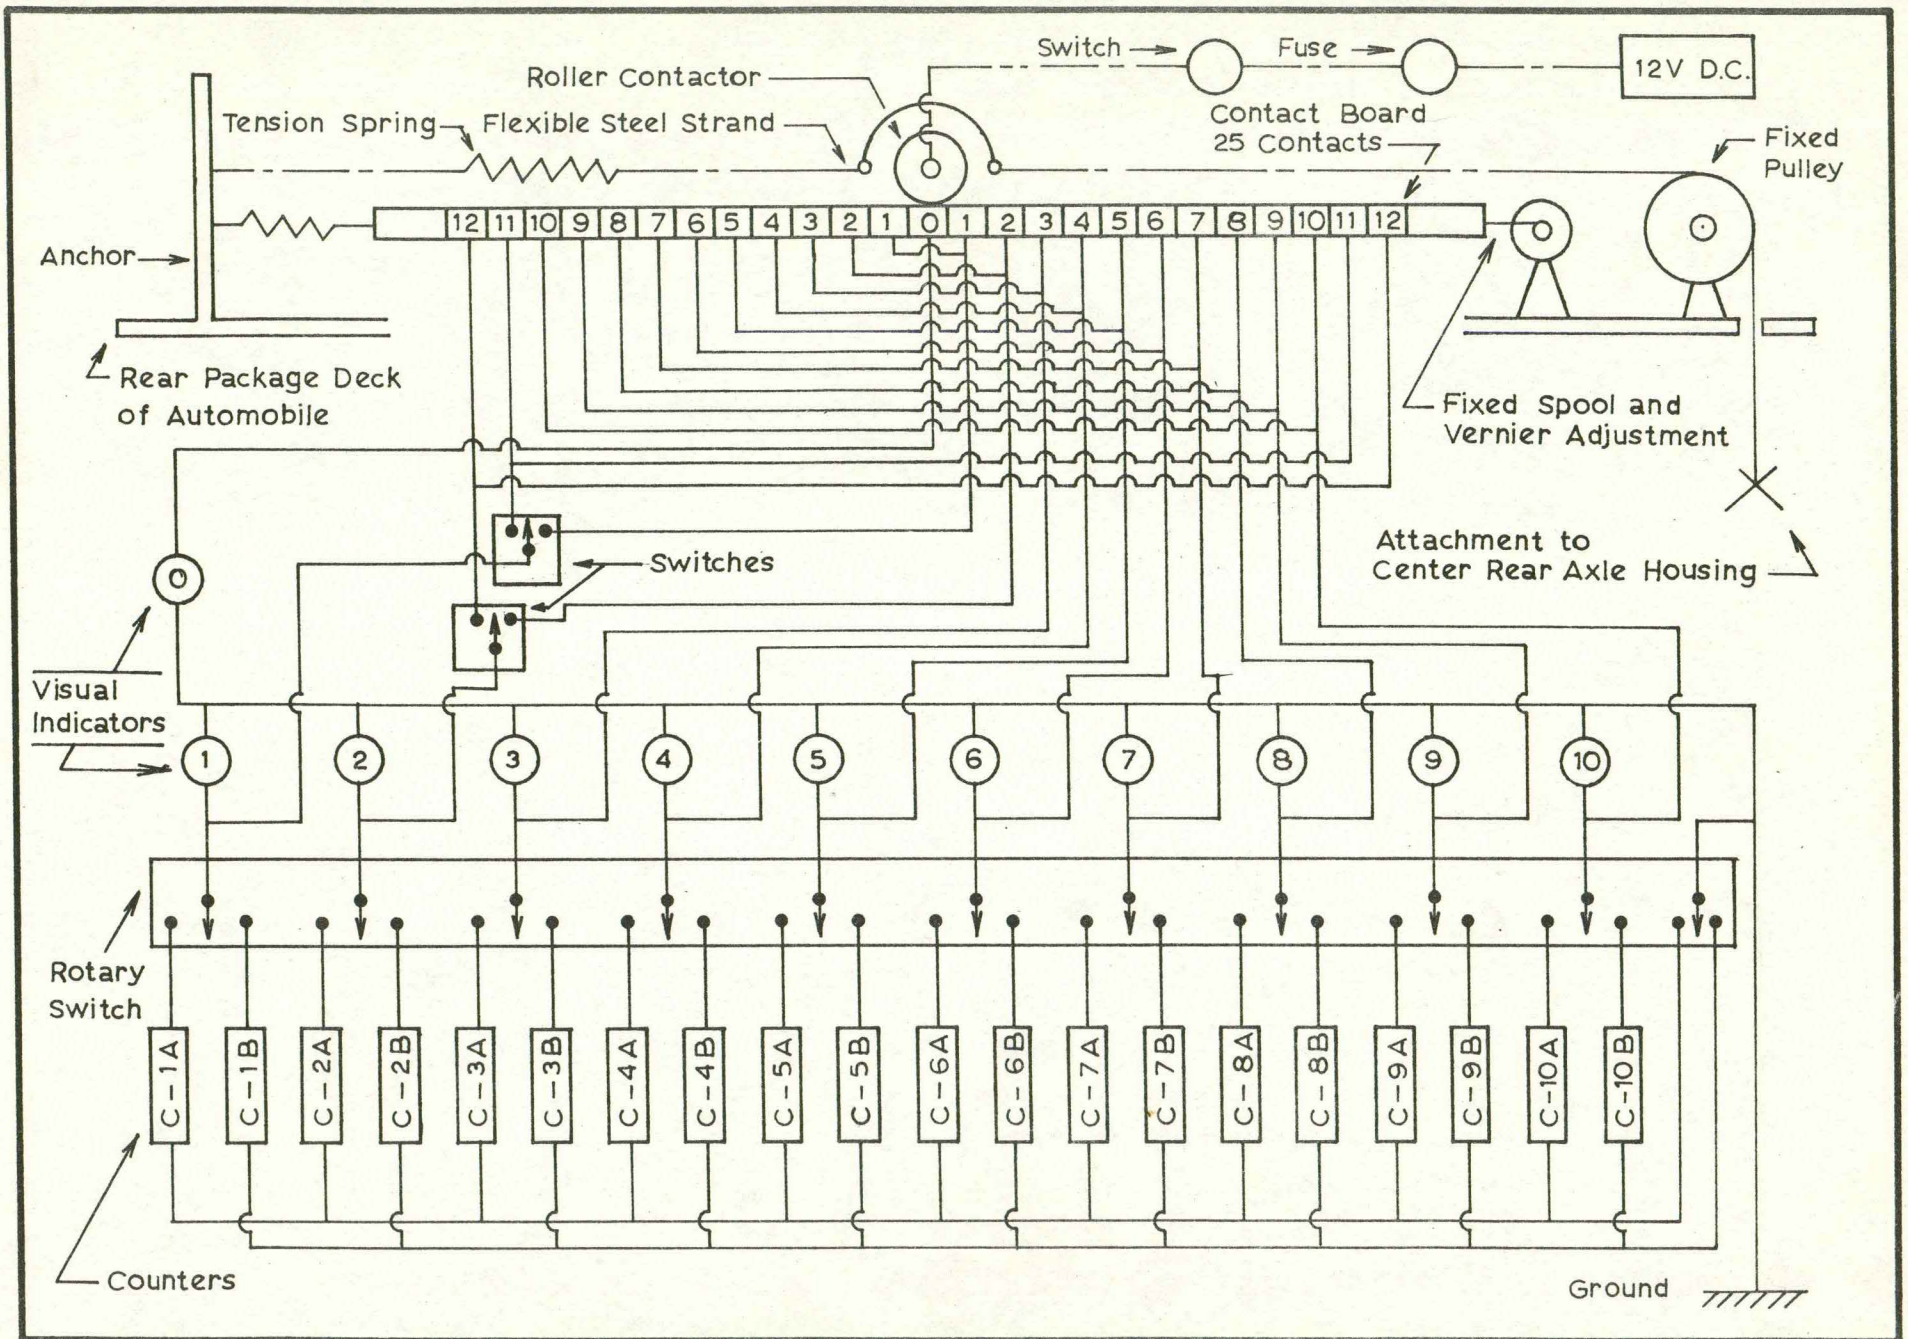 Switch
Fuse
12V D.C.
Roller Contactor
Contact Board
25 Contacts
Tension Spring
Flexible Steel Strand
Fixed
Pulley
12 11 10 9 8 7 6 5 4 3 2 1 0 1 2 3 4 5 6 7 8 9 10 11 12
Anchor
Rear Package Deck
of Automobile
Fixed Spool and
Vernier Adjustment
Attachment to
Center Rear Axle Housing
Switches
0
Visual
Indicators
1 2 3 4 5 6 7 8 9 10
Rotary
Switch
C-1A C-1B C-2A C-2B C-3A C-3B C-4A C-4B C-5A C-5B C-6A C-6B C-7A C-7B C-8A C-8B C-9A C-9B C-10A C-10B
Counters
Ground